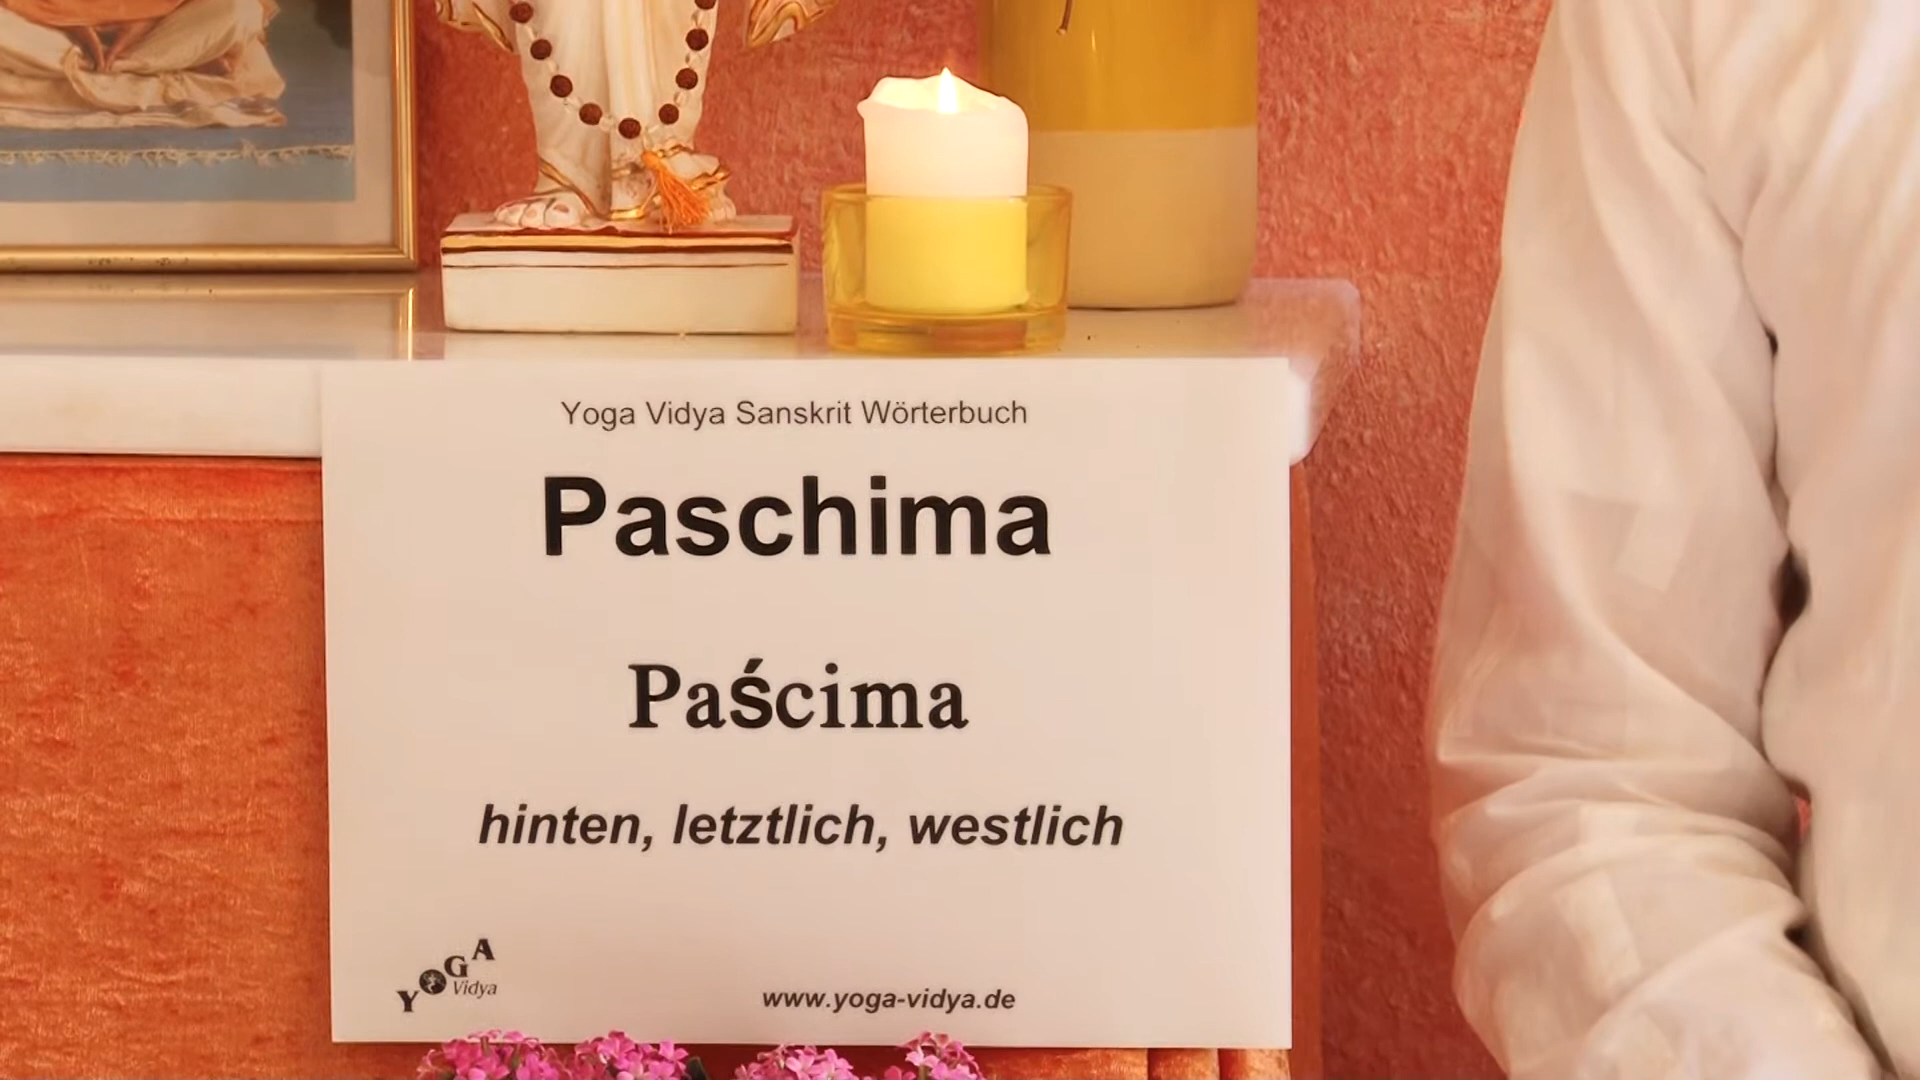 Yoga Vidya Sanskrit Wörterbuch
Paschima
Paścima
hinten, letztlich, westlich
YOGA
Vidya
www.yoga-vidya.de